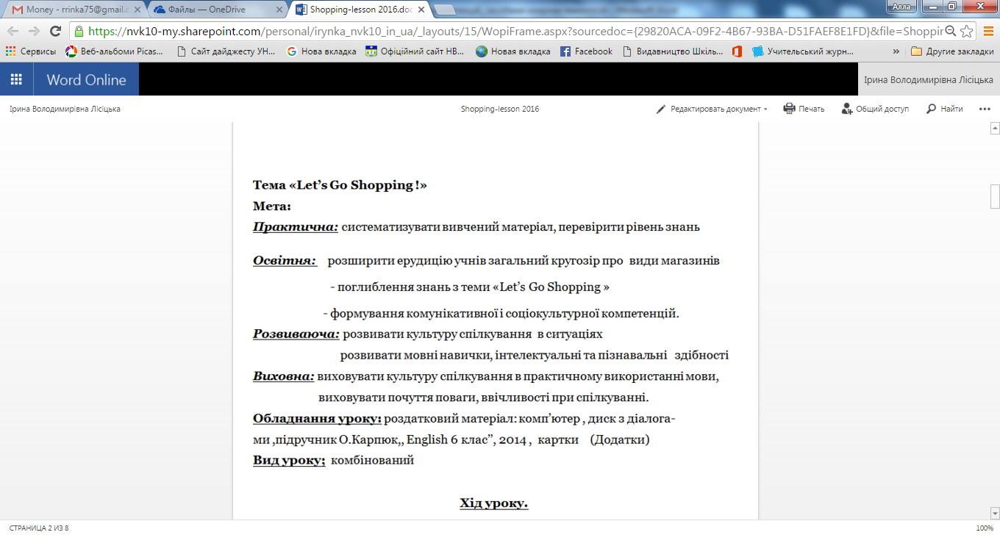 Money - rrinka75@gmail.c
Файлы — OneDrive
Shopping-lesson 2016.doc
Алла
https://nvk10-my.sharepoint.com/personal/irynka_nvk10_in_ua/_layouts/15/WopiFrame.aspx?sourcedoc={29820ACA-09F2-4B67-93BA-D51FAEF8E1FD}&file=Shoppin
Сервисы
Веб-альбоми Picas...
Сайт дайджесту УН...
Нова вкладка
Офіційний сайт НВ...
Новая вкладка
Facebook
Видавництво Шкіль...
Учительський журн...
»
Другие закладки
Word Online
Ірина Володимирівна Лісіцька
Ірина Володимирівна Лісіцька
Shopping-lesson 2016
Редактировать документ
Печать
Общий доступ
Найти
•••
Тема «Let’s Go Shopping !»
Мета:
Практична: систематизувати вивчений матеріал, перевірити рівень знань
Освітня: розширити ерудицію учнів загальний кругозір про види магазинів
- поглиблення знань з теми «Let’s Go Shopping »
- формування комунікативної і соціокультурної компетенцій.
Розвиваюча: розвивати культуру спілкування в ситуаціях
розвивати мовні навички, інтелектуальні та пізнавальні здібності
Виховна: виховувати культуру спілкування в практичному використанні мови,
виховувати почуття поваги, ввічливості при спілкуванні.
Обладнання уроку: роздатковий матеріал: комп’ютер , диск з діалога-
ми ,підручник О.Карпюк,, English 6 клас”, 2014 , картки (Додатки)
Вид уроку; комбінований
Хід уроку.
СТРАНИЦА 2 ИЗ 8
100%